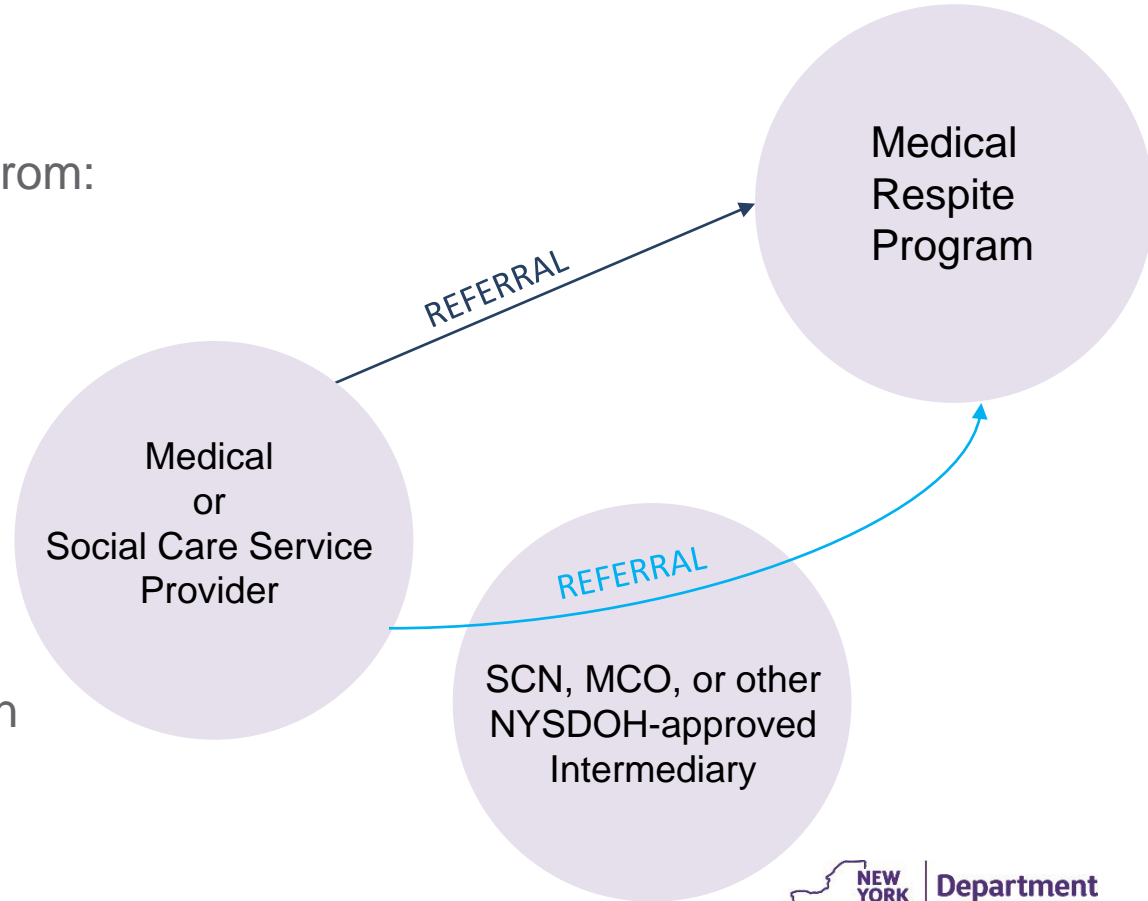 rom:
Medical
Respite
Program
REFERRAL
Medical
or
Social Care Service
Provider
REFERRAL
SCN, MCO, or other
NYSDOH-approved
Intermediary
n
NEW
YORK
Department